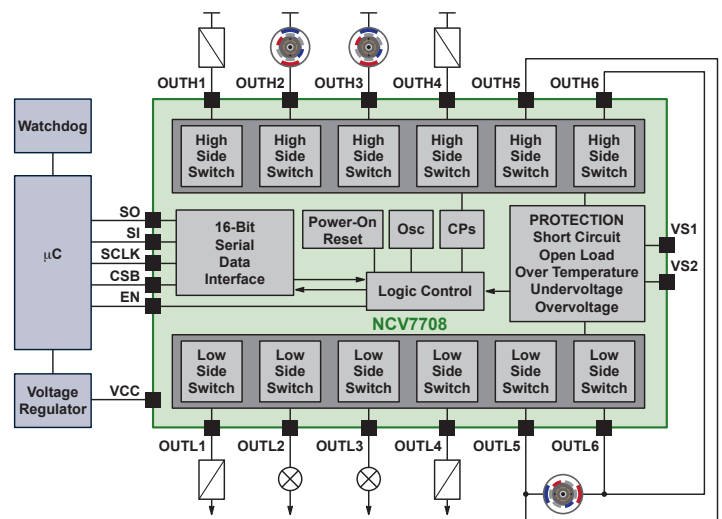 OUTH1
OUTH2
OUTH3
OUTH4
OUTH5
OUTH6
Watchdog
High
Side
Switch
High
Side
Switch
High
Side
Switch
High
Side
Switch
High
Side
Switch
High
Side
Switch
μC
SO
SI
SCLK
CSB
EN
16-Bit
Serial
Data
Interface
Power-On
Reset
Osc
CPs
Logic Control
PROTECTION
Short Circuit
Open Load
Over Temperature
Undervoltage
Overvoltage
VS1
VS2
NCV7708
Low
Side
Switch
Low
Side
Switch
Low
Side
Switch
Low
Side
Switch
Low
Side
Switch
Low
Side
Switch
Voltage
Regulator
VCC
OUTL1
OUTL2
OUTL3
OUTL4
OUTL5
OUTL6